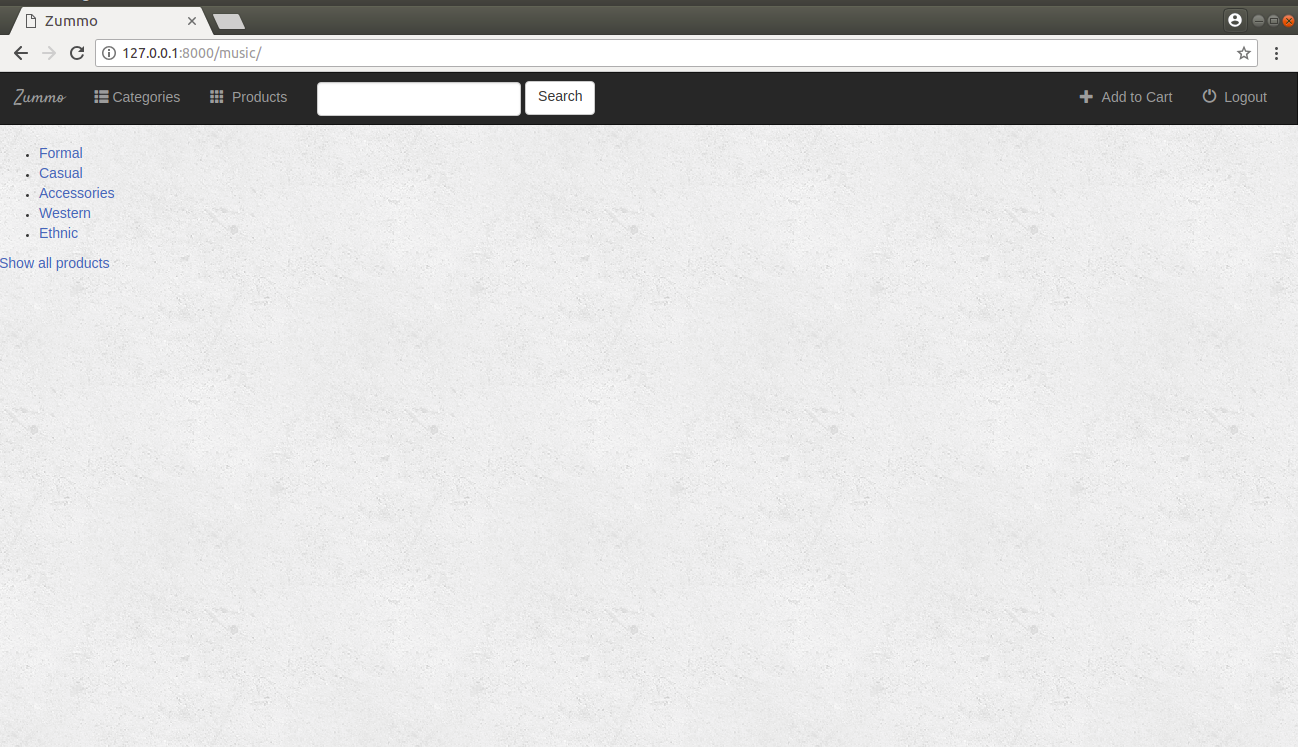 Zummo
127.0.0.1:8000/music/
Zummo Categories Products Search Add to Cart Logout
Formal
Casual
Accessories
Western
Ethnic
Show all products